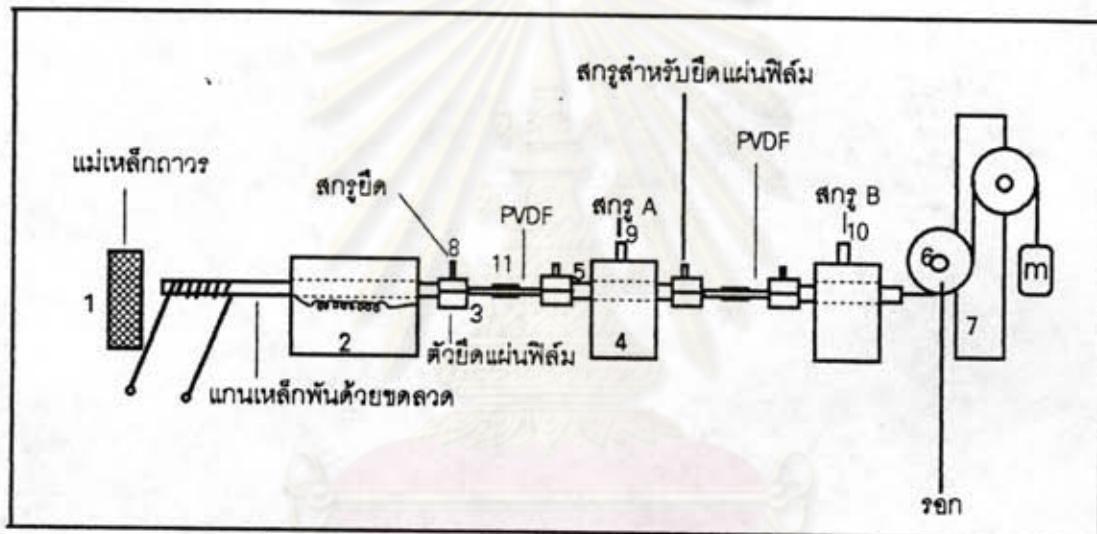 สกรูสำหรับยึดแผ่นฟิล์ม
PVDF
แม่เหล็กถาวร
สกรูยึด
PVDF
สกรู A
สกรู B
8
9
10
11
5
6
m
1
3
2
4
7
ตัวยึดแผ่นฟิล์ม
แกนเหล็กพันด้วยขดลวด
รอก